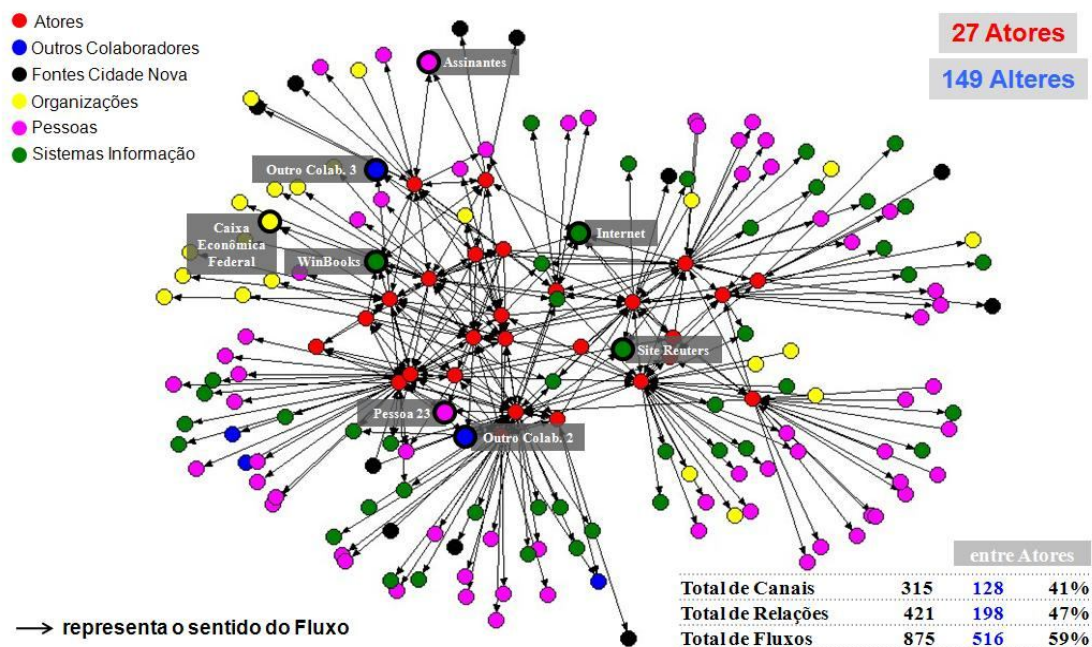 Atores
Outros Colaboradores
Fontes Cidade Nova
Organizações
Pessoas
Sistemas Informação
27 Atores
149 Alteres
Assinantes
Outro Colab. 3
Caixa
Econômica
Federal
WinBooks
Internet
Site Reuters
Pessoa 23
Outro Colab. 2
entre Atores
Total de Canais 315 128 41%
Total de Relações 421 198 47%
Total de Fluxos 875 516 59%
representa o sentido do Fluxo